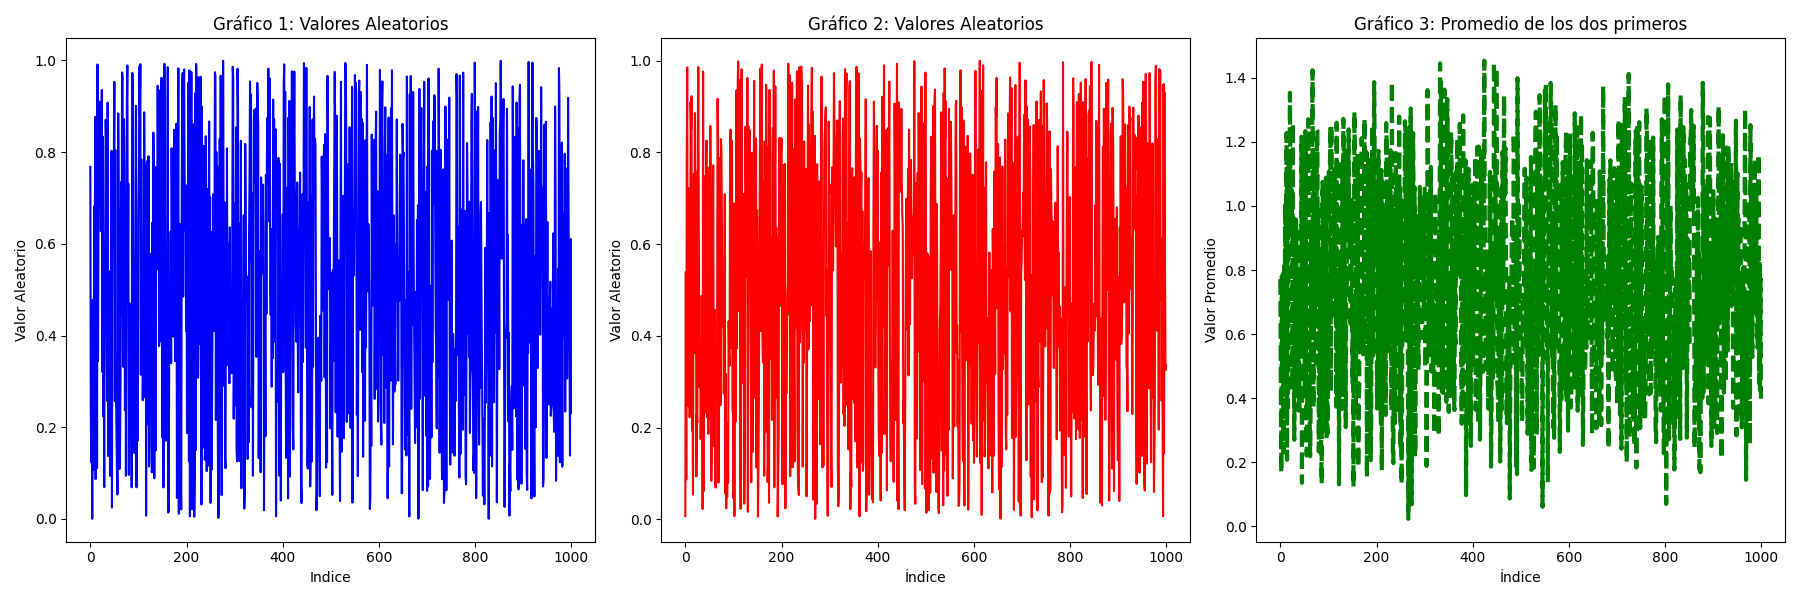 Gráfico 1: Valores Aleatorios
Valor Aleatorio
1.0
0.8
0.6
0.4
0.2
0.0
0 200 400 600 800 1000
Indice
Gráfico 2: Valores Aleatorios
Valor Aleatorio
1.0
0.8
0.6
0.4
0.2
0.0
0 200 400 600 800 1000
Índice
Gráfico 3: Promedio de los dos primeros
Valor Promedio
1.4
1.2
1.0
0.8
0.6
0.4
0.2
0.0
0 200 400 600 800 1000
Índice